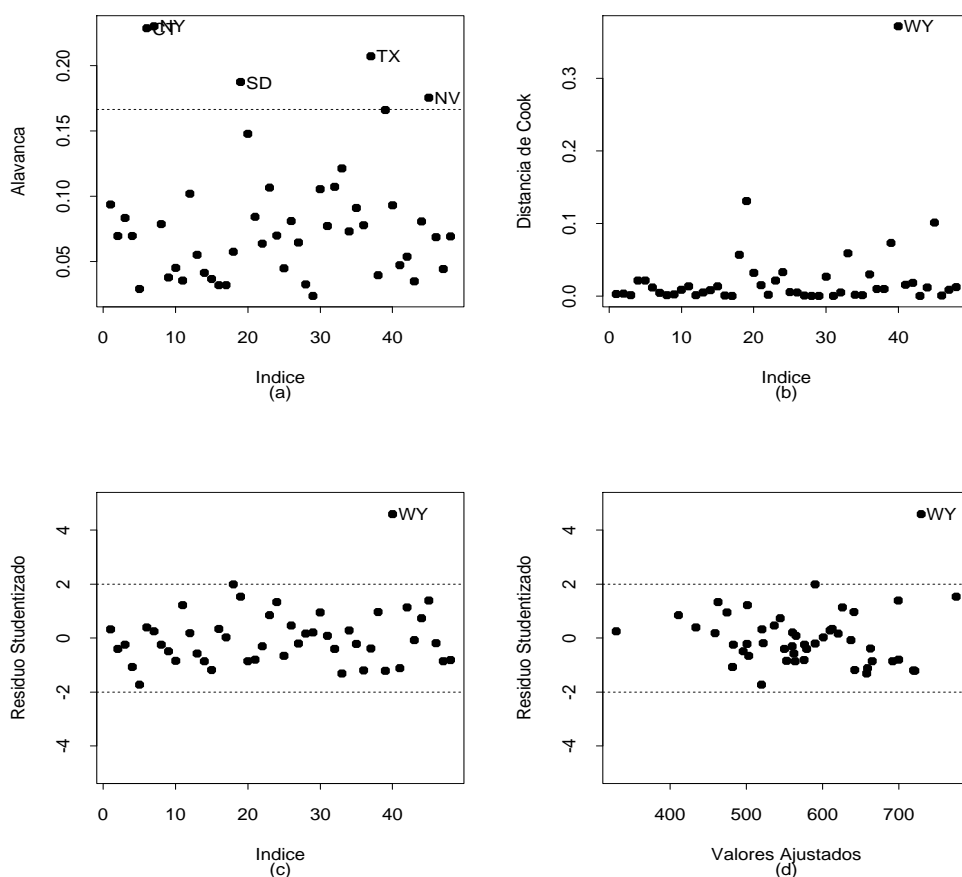 CT NY
TX
SD
NV
0.05 0.10 0.15 0.20
Alavanca
0 10 20 30 40
Indice
(a)
WY
0.0 0.1 0.2 0.3
Distancia de Cook
0 10 20 30 40
Indice
(b)
WY
-4 -2 0 2 4
Residuo Studentizado
0 10 20 30 40
Indice
(c)
WY
-4 -2 0 2 4
Residuo Studentizado
400 500 600 700
Valores Ajustados
(d)